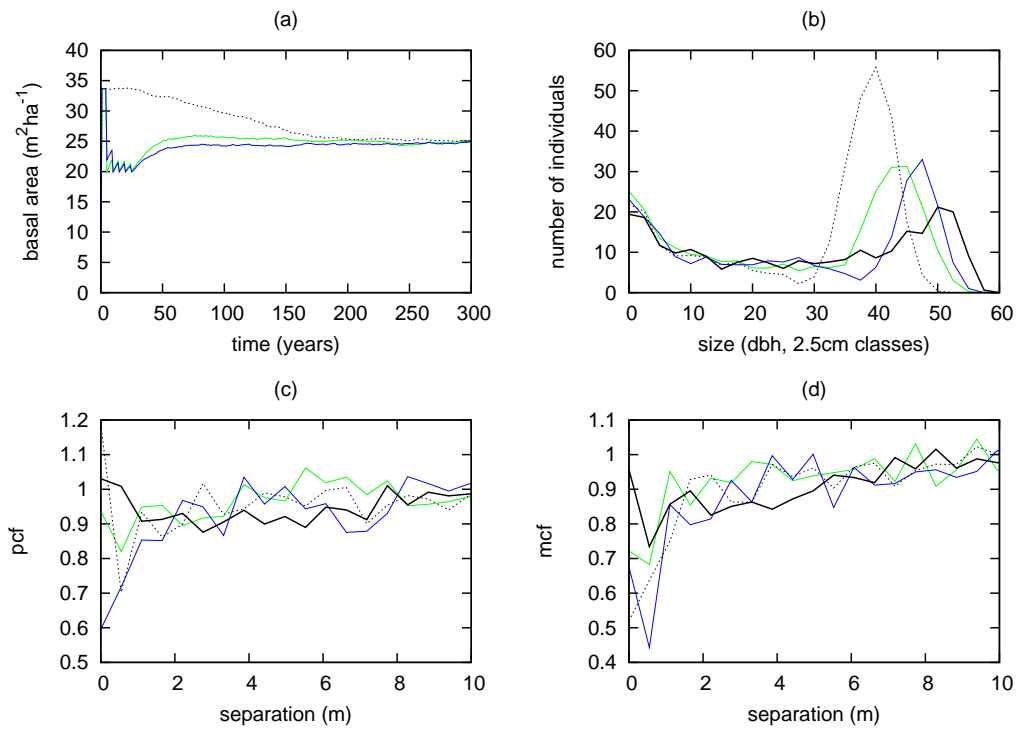 (a)
40
35
30
25
20
15
10
5
0
basal area (m²ha⁻¹)
0 50 100 150 200 250 300
time (years)
(b)
60
50
40
30
20
10
0
number of individuals
0 10 20 30 40 50 60
size (dbh, 2.5cm classes)
(c)
1.2
1.1
1
0.9
0.8
0.7
0.6
0.5
pcf
0 2 4 6 8 10
separation (m)
(d)
1.1
1
0.9
0.8
0.7
0.6
0.5
0.4
mcf
0 2 4 6 8 10
separation (m)